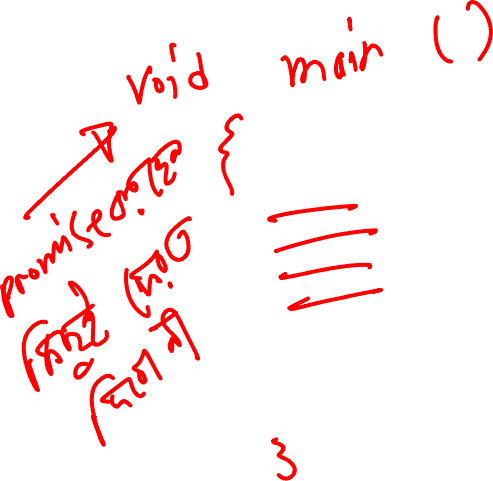 void main ()
{
promise করেছে
কিছুই ফেরত
দিবো না
}